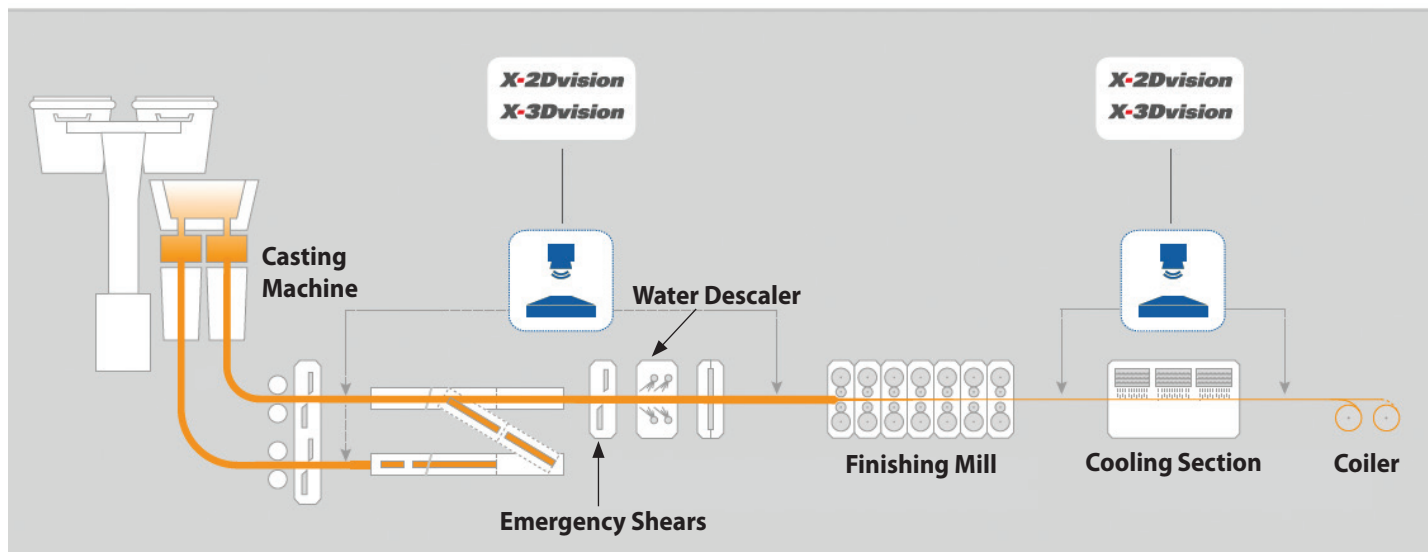 X-2Dvision
X-3Dvision
X-2Dvision
X-3Dvision
Casting
Machine
Water Descaler
Finishing Mill
Cooling Section
Coiler
Emergency Shears